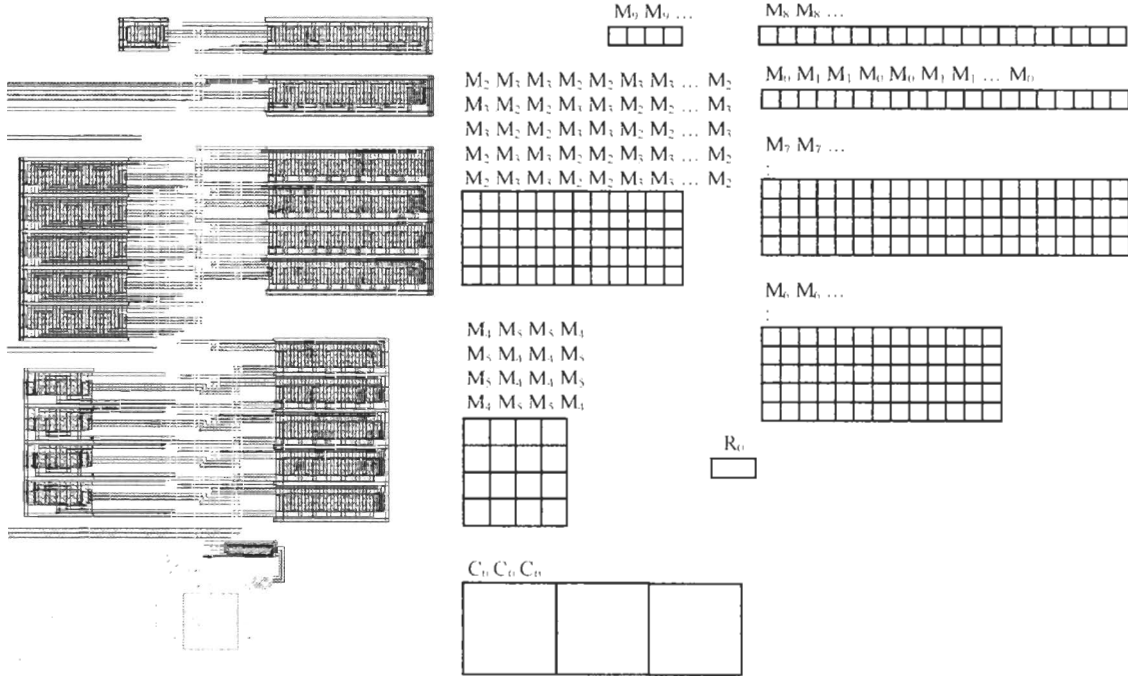 M₉ M₉ ...
M₈ M₈ ...
M₂ M₃ M₃ M₂ M₂ M₃ M₃ ... M₂
M₃ M₂ M₂ M₃ M₃ M₂ M₂ ... M₃
M₃ M₂ M₂ M₃ M₃ M₂ M₂ ... M₃
M₂ M₃ M₃ M₂ M₂ M₃ M₃ ... M₂
M₂ M₃ M₃ M₂ M₂ M₃ M₃ ... M₂
M₀ M₁ M₁ M₀ M₀ M₁ M₁ ... M₀
M₇ M₇ ...
:
M₆ M₆ ...
:
M₄ M₅ M₅ M₄
M₅ M₄ M₄ M₅
M₅ M₄ M₄ M₅
M₄ M₅ M₅ M₄
R₀
C₀ C₀ C₀